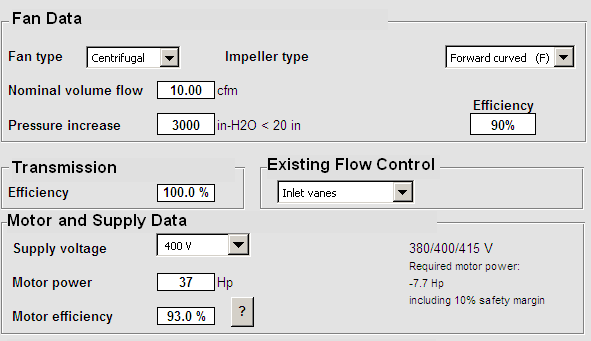 Fan Data
Fan type Centrifugal Impeller type Forward curved (F)
Nominal volume flow 10.00 cfm
Efficiency
Pressure increase 3000 in-H2O < 20 in 90%
Transmission Existing Flow Control
Efficiency 100.0 % Inlet vanes
Motor and Supply Data
Supply voltage 400 V 380/400/415 V
Required motor power:
Motor power 37 Hp -7.7 Hp
including 10% safety margin
Motor efficiency 93.0 % ?